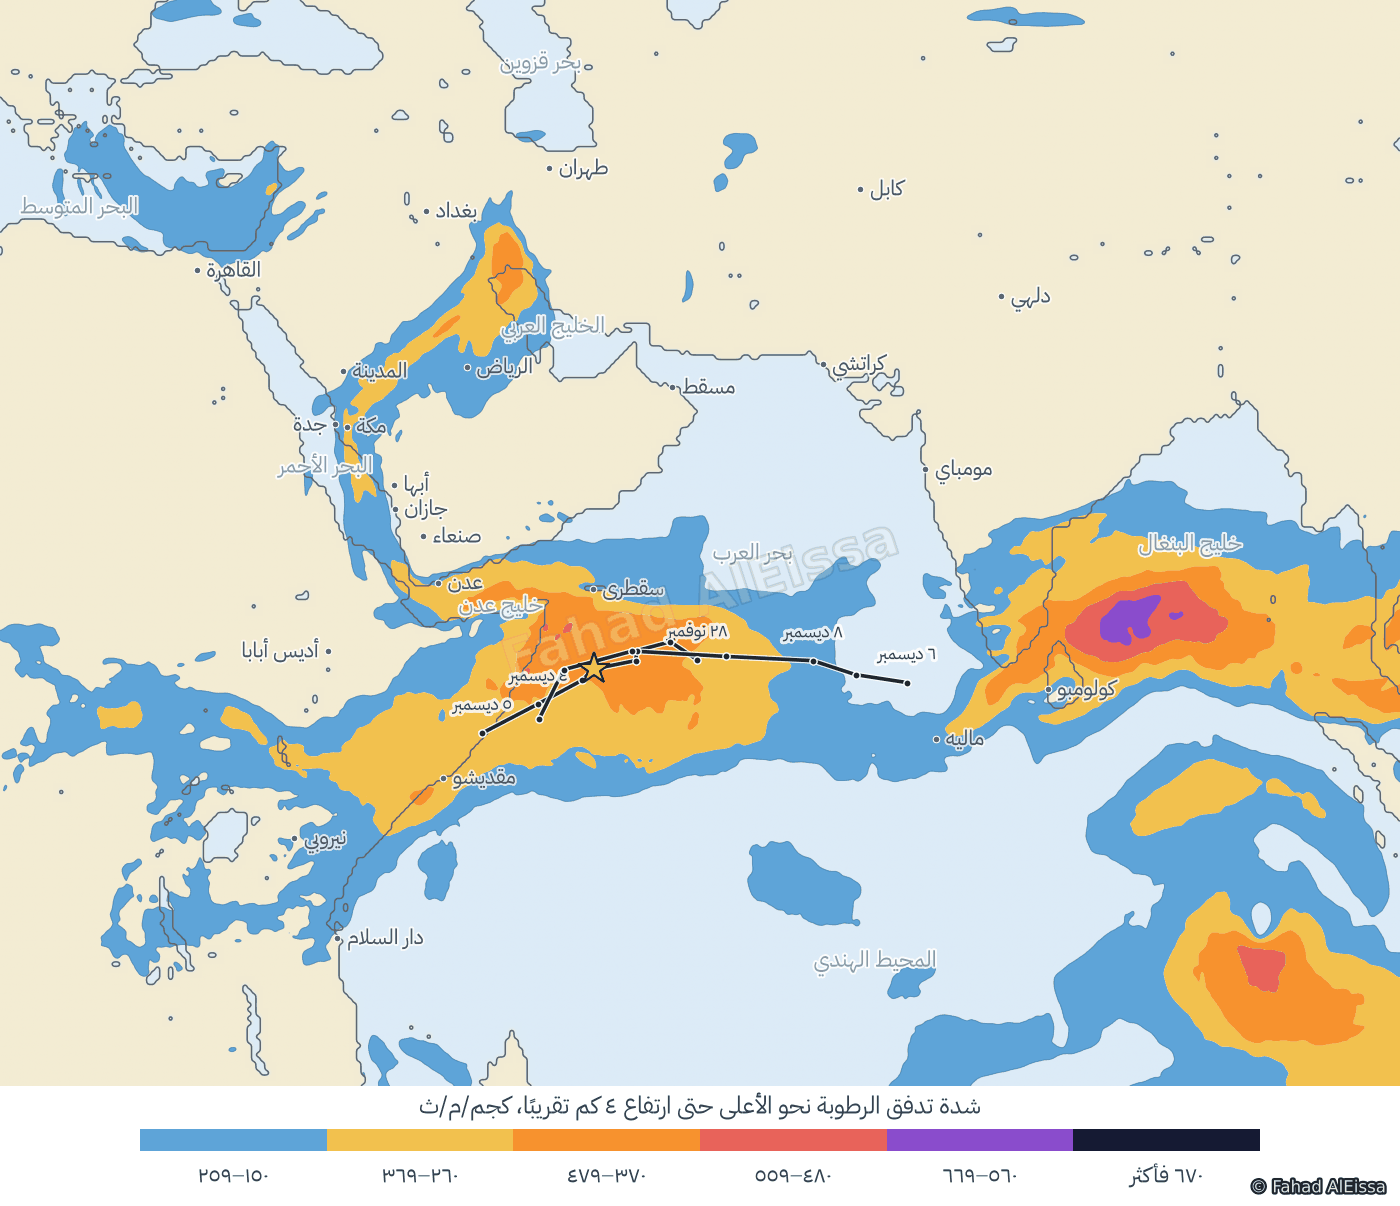 بحر قزوين
طهران
كابل
بغداد
البحر المتوسط
القاهرة
دلهي
الخليج العربي
كراتشي
المدينة
الرياض
مسقط
جدة
مكة
البحر الأحمر
مومباي
أبها
جازان
صنعاء
خليج البنغال
بحر العرب
عدن
سقطرى
خليج عدن
Fahad AlEissa
٢٨ نوفمبر
٨ ديسمبر
أديس أبابا
٦ ديسمبر
٤ ديسمبر
كولومبو
٥ ديسمبر
ماليه
مقديشو
نيروبي
دار السلام
المحيط الهندي
شدة تدفق الرطوبة نحو الأعلى حتى ارتفاع ٤ كم تقريبًا، كجم/م/ث
١٥٠–٢٥٩
٢٦٠–٣٦٩
٣٧٠–٤٧٩
٤٨٠–٥٥٩
٥٦٠–٦٦٩
٦٧٠ فأكثر
© Fahad AlEissa